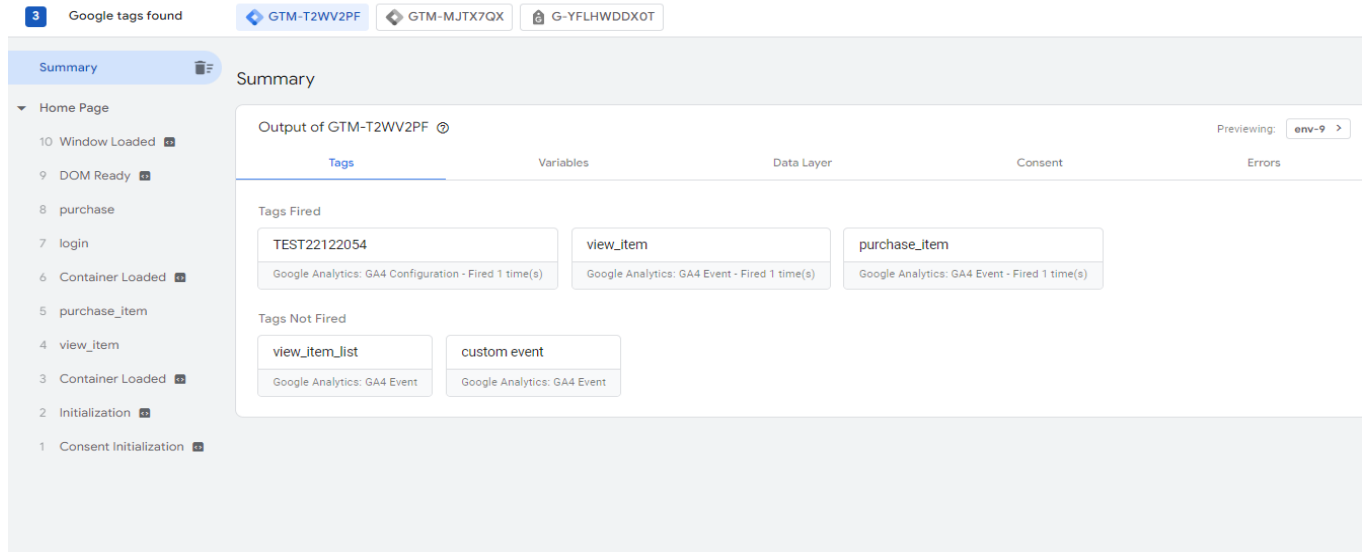 3 Google tags found GTM-T2WV2PF GTM-MJTX7QX G-YFLHWDDX0T
Summary
Home Page
10 Window Loaded
9 DOM Ready
8 purchase
7 login
6 Container Loaded
5 purchase_item
4 view_item
3 Container Loaded
2 Initialization
1 Consent Initialization
Summary
Output of GTM-T2WV2PF Previewing: env-9
Tags Variables Data Layer Consent Errors
Tags Fired
TEST22122054
Google Analytics: GA4 Configuration - Fired 1 time(s)
view_item
Google Analytics: GA4 Event - Fired 1 time(s)
purchase_item
Google Analytics: GA4 Event - Fired 1 time(s)
Tags Not Fired
view_item_list
Google Analytics: GA4 Event
custom event
Google Analytics: GA4 Event